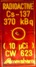 RADIOACTIVE
Cs-137
370 kBq
(.10 µCi)
CW 623